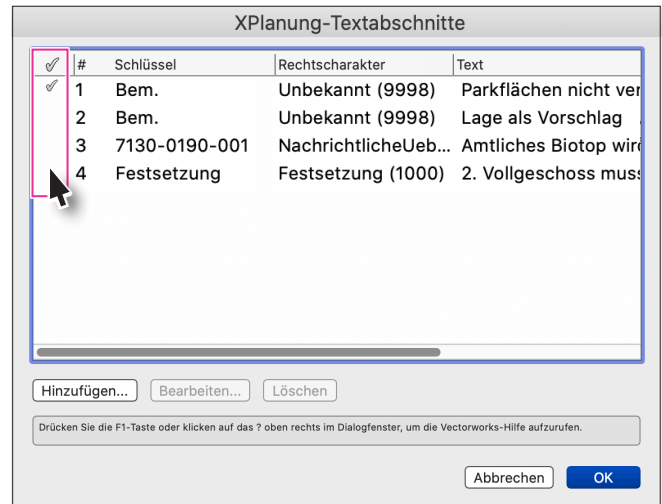 XPlanung-Textabschnitte
# Schlüssel Rechtscharakter Text
1 Bem. Unbekannt (9998) Parkflächen nicht ver
2 Bem. Unbekannt (9998) Lage als Vorschlag
3 7130-0190-001 NachrichtlicheUeb... Amtliches Biotop wird
4 Festsetzung Festsetzung (1000) 2. Vollgeschoss muss
Hinzufügen... Bearbeiten... Löschen
Drücken Sie die F1-Taste oder klicken auf das ? oben rechts im Dialogfenster, um die Vectorworks-Hilfe aufzurufen.
Abbrechen OK